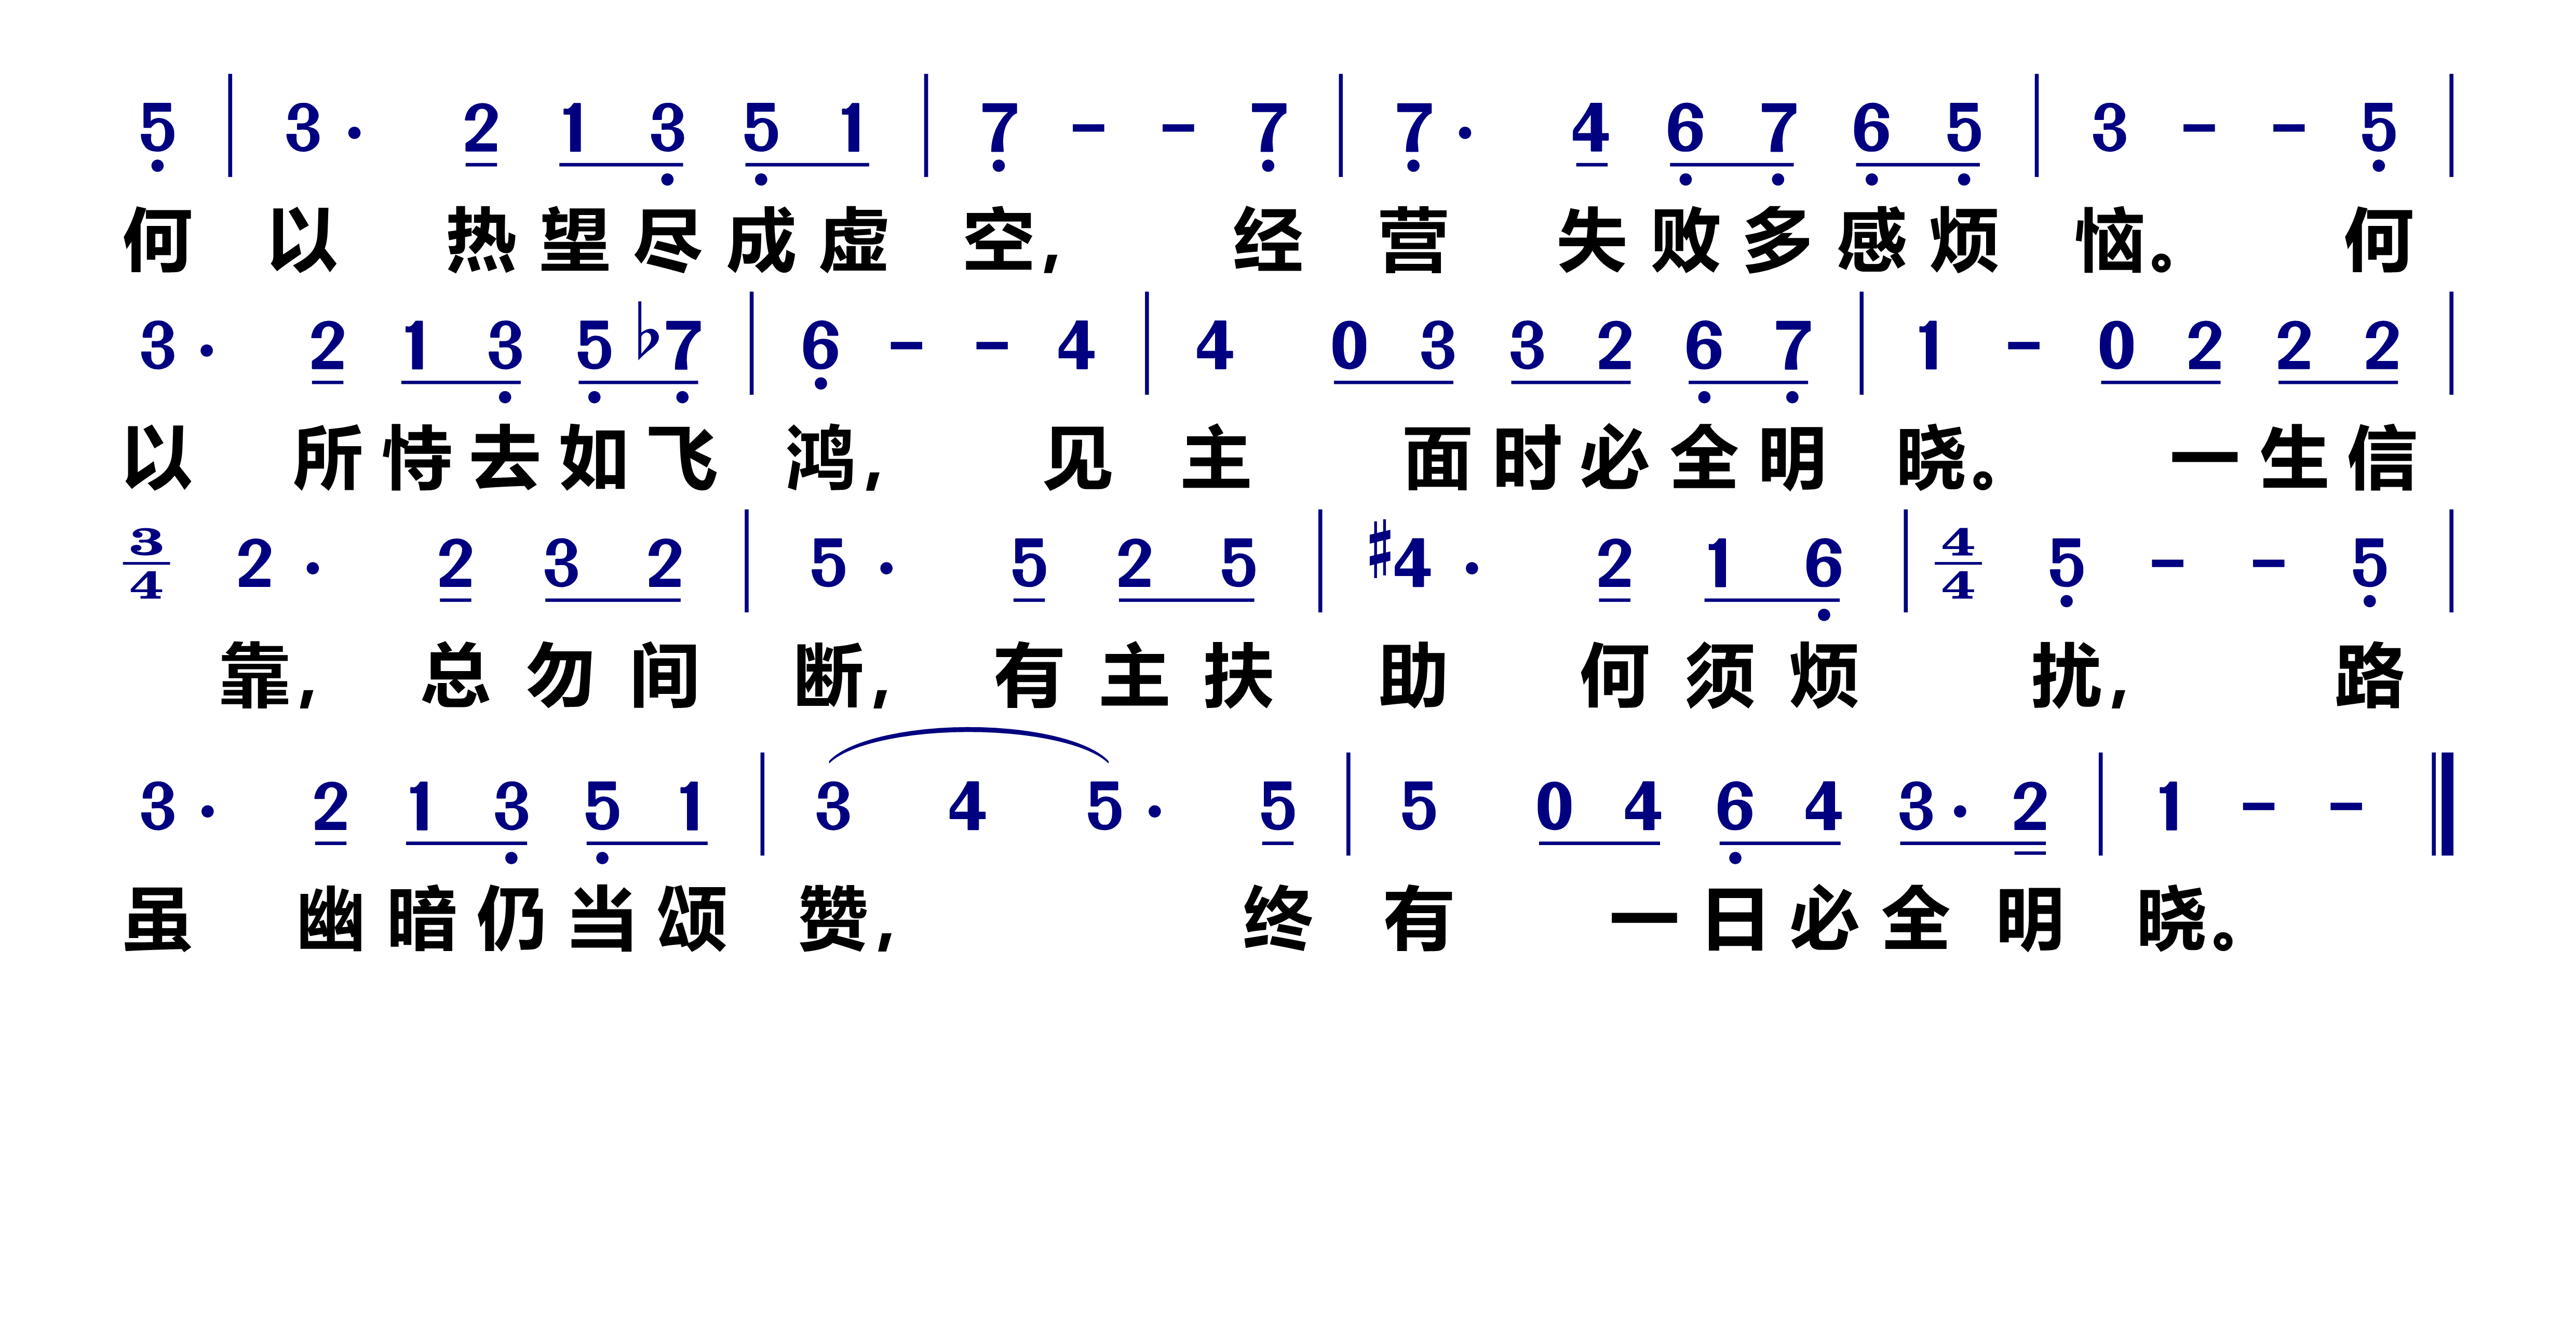 5 | 3 · 2 1 3 5 1 | 7 - - 7 | 7 · 4 6 7 6 5 | 3 - - 5 |
何以热望尽成虚空, 经营失败多感烦恼。 何
3 · 2 1 3 5 ♭7 | 6 - - 4 | 4 0 3 3 2 6 7 | 1 - 0 2 2 2 |
以所恃去如飞鸿, 见主面时必全明晓。 一生信
3/4 2 · 2 3 2 | 5 · 5 2 5 | ♯4 · 2 1 6 | 4/4 5 - - 5 |
靠, 总勿间断, 有主扶助何须烦扰, 路
3 · 2 1 3 5 1 | 3 4 5 · 5 | 5 0 4 6 4 3 · 2 | 1 - - ‖
虽幽暗仍当颂赞, 终有一日必全明晓。